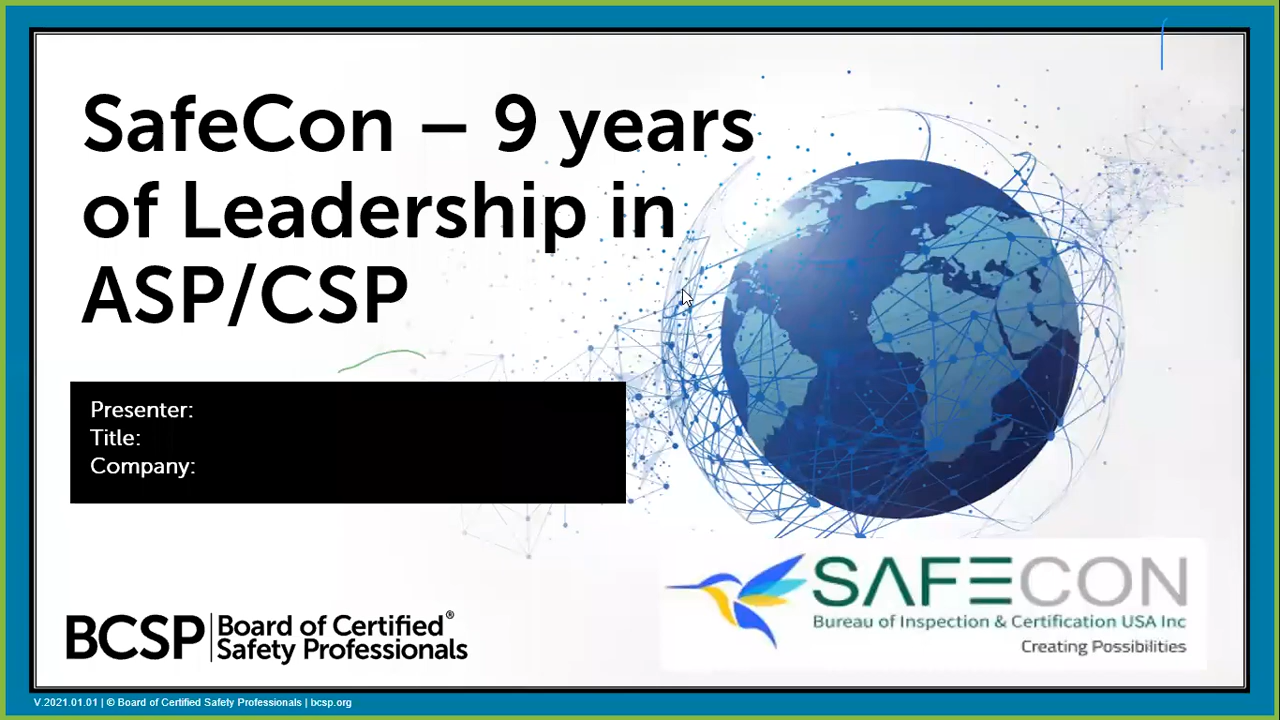 SafeCon – 9 years
of Leadership in
ASP/CSP
Presenter:
Title:
Company:
BCSP Board of Certified®
Safety Professionals
SAFECON
Bureau of Inspection & Certification USA Inc
Creating Possibilities
V.2021.01.01 | © Board of Certified Safety Professionals | bcsp.org